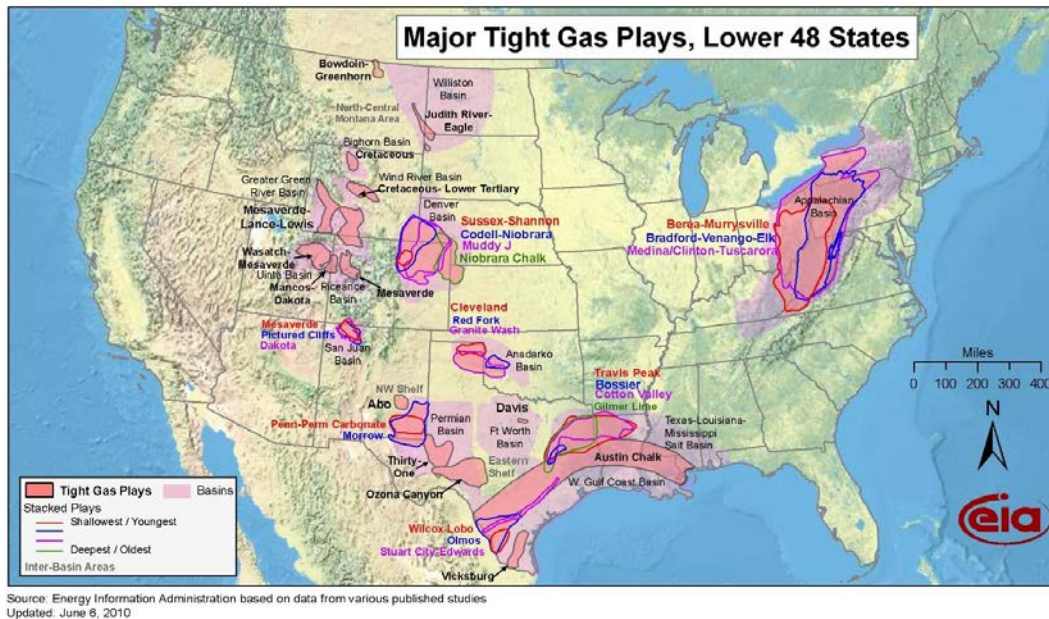 Major Tight Gas Plays, Lower 48 States
Bowdoin-
Greenhorn
Williston
Basin
North-Central
Montana Area
Judith River-
Eagle
Bighorn Basin
Cretaceous
Greater Green
River Basin
Wind River Basin
Cretaceous- Lower Tertiary
Mesaverde-
Lance-Lewis
Denver
Basin
Sussex-Shannon
Codell-Niobrara
Muddy J
Niobrara Chalk
Berea-Murrysville
Bradford-Venango-Elk
Medina/Clinton-Tuscarora
Appalachian
Basin
Wasatch-
Mesaverde
Uinta Basin
Mancos-
Dakota
Piceance
Basin
Mesaverde
Cleveland
Red Fork
Granite Wash
Mesaverde
Pictured Cliffs
Dakota
San Juan
Basin
Anadarko
Basin
Travis Peak
Bossier
Cotton Valley
Gilmer Lime
Miles
0 100 200 300 400
N
NW Shelf
Abo
Davis
Ft Worth
Basin
Penn-Perm Carbonate
Morrow
Permian
Basin
Texas-Louisiana-
Mississippi
Salt Basin
Thirty-
One
Eastern
Shelf
Austin Chalk
Ozona Canyon
W. Gulf Coast Basin
Wilcox Lobo
Olmos
Stuart City-Edwards
Vicksburg
Tight Gas Plays
Basins
Stacked Plays
Shallowest / Youngest
Deepest / Oldest
Inter-Basin Areas
eia
Source: Energy Information Administration based on data from various published studies
Updated: June 6, 2010